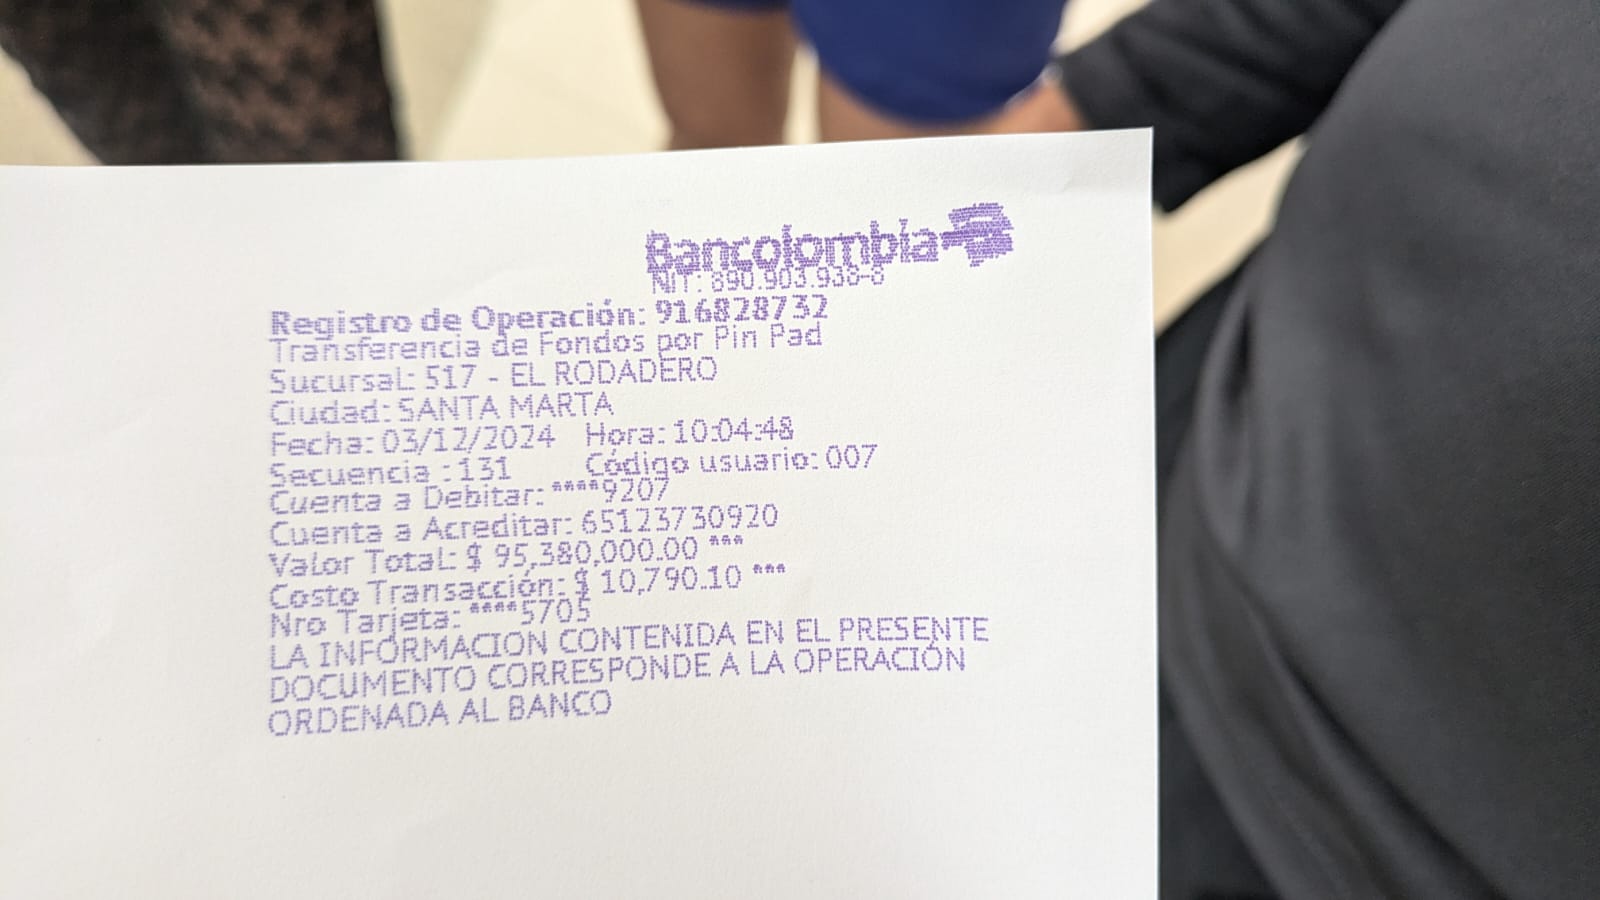 Bancolombia
NIT: 890.903.938-8
Registro de Operación: 916828732
Transferencia de Fondos por Pin Pad
Sucursal: 517 - EL RODADERO
Ciudad: SANTA MARTA
Fecha: 03/12/2024 Hora: 10:04:48
Secuencia : 131 Código usuario: 007
Cuenta a Debitar: ****9207
Cuenta a Acreditar: 65123730920
Valor Total: $ 95,380,000.00 ***
Costo Transacción: $ 10,790.10 ***
Nro Tarjeta: ****5705
LA INFORMACION CONTENIDA EN EL PRESENTE
DOCUMENTO CORRESPONDE A LA OPERACIÓN
ORDENADA AL BANCO